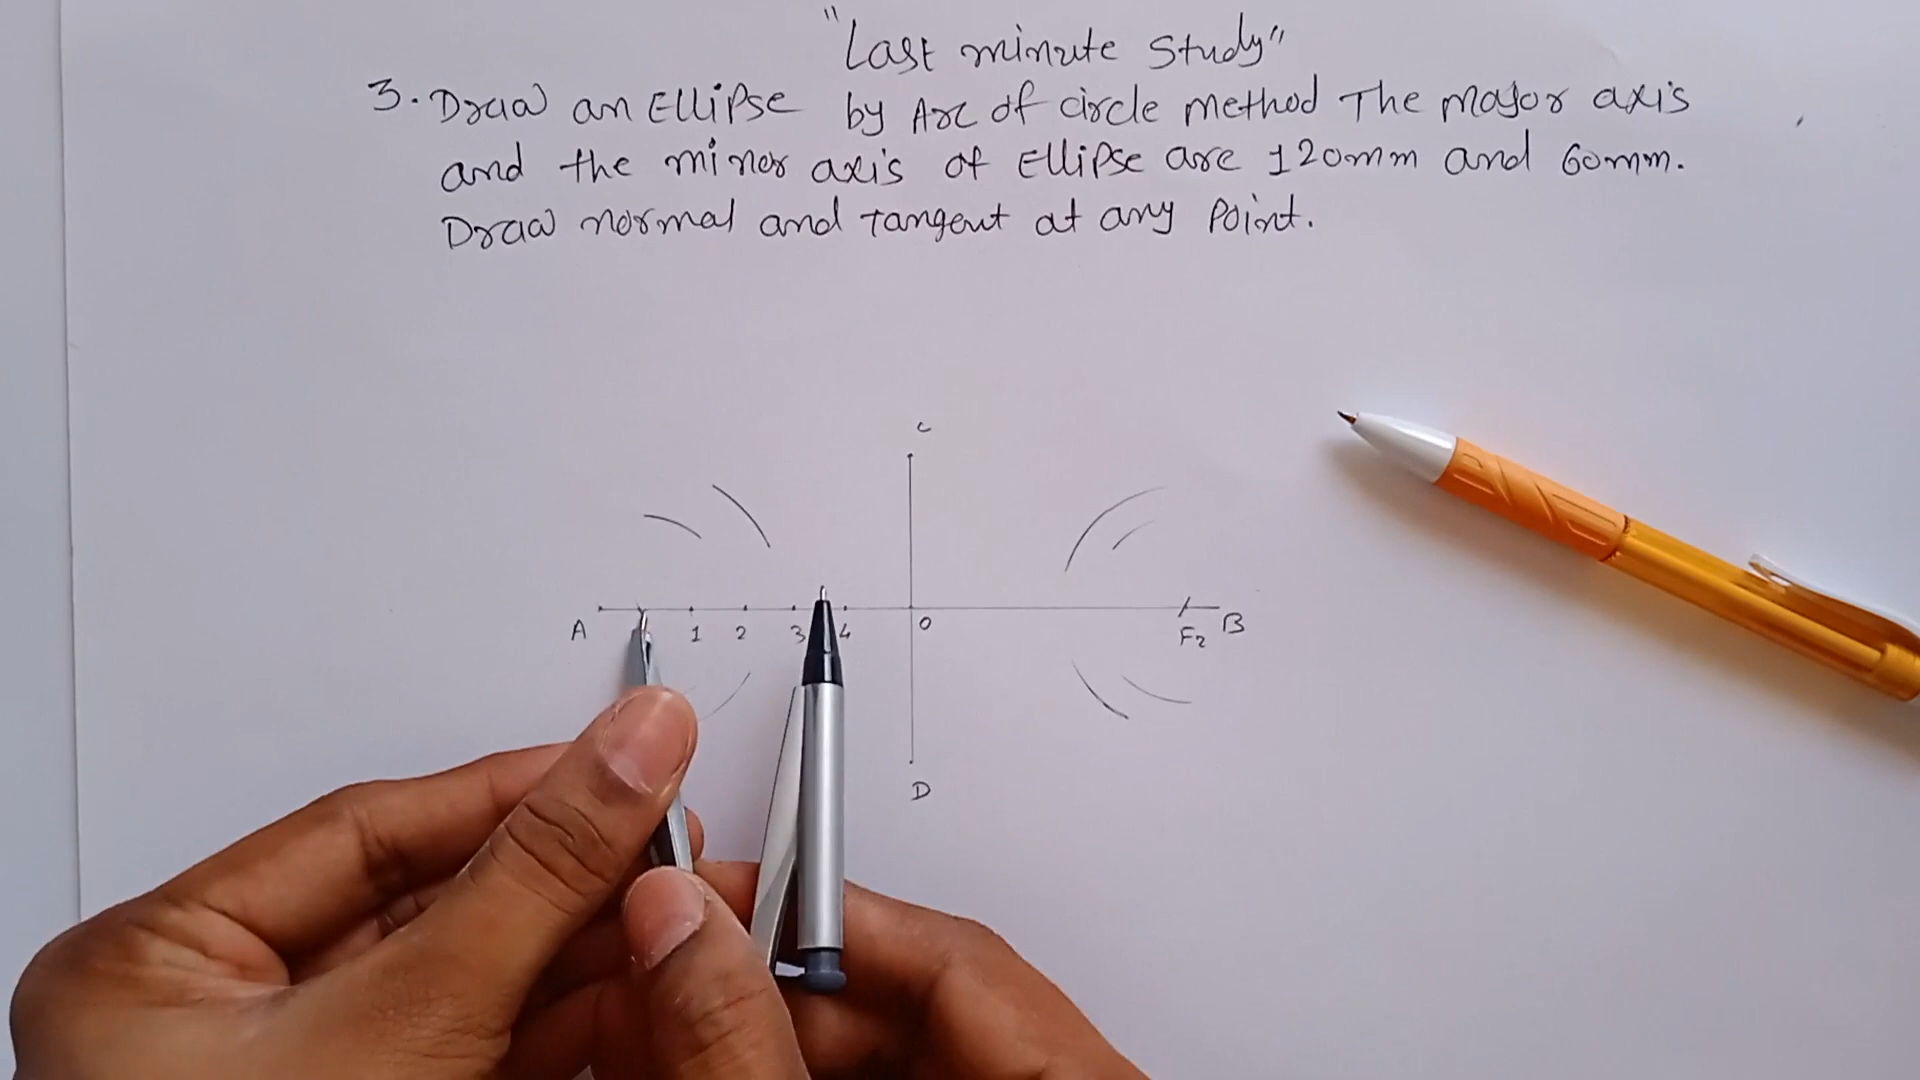 "Last minute Study"
3. Draw an Ellipse by Arc of circle method The major axis
and the minor axis of Ellipse are 120mm and 60mm.
Draw normal and Tangent at any Point.
C
A 1 2 3 4 O F2 B
D